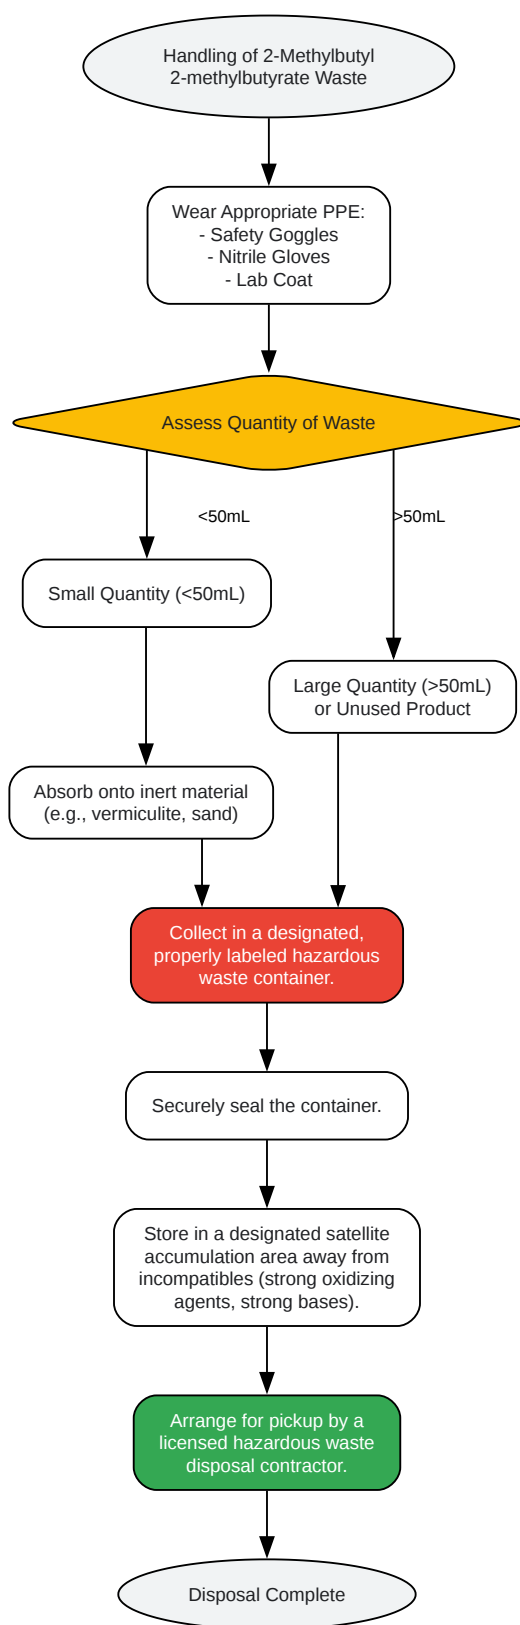 Handling of 2-Methylbutyl
2-methylbutyrate Waste
Wear Appropriate PPE:
- Safety Goggles
- Nitrile Gloves
- Lab Coat
Assess Quantity of Waste
<50mL
>50mL
Small Quantity (<50mL)
Large Quantity (>50mL)
or Unused Product
Absorb onto inert material
(e.g., vermiculite, sand)
Collect in a designated,
properly labeled hazardous
waste container.
Securely seal the container.
Store in a designated satellite
accumulation area away from
incompatibles (strong oxidizing
agents, strong bases).
Arrange for pickup by a
licensed hazardous waste
disposal contractor.
Disposal Complete